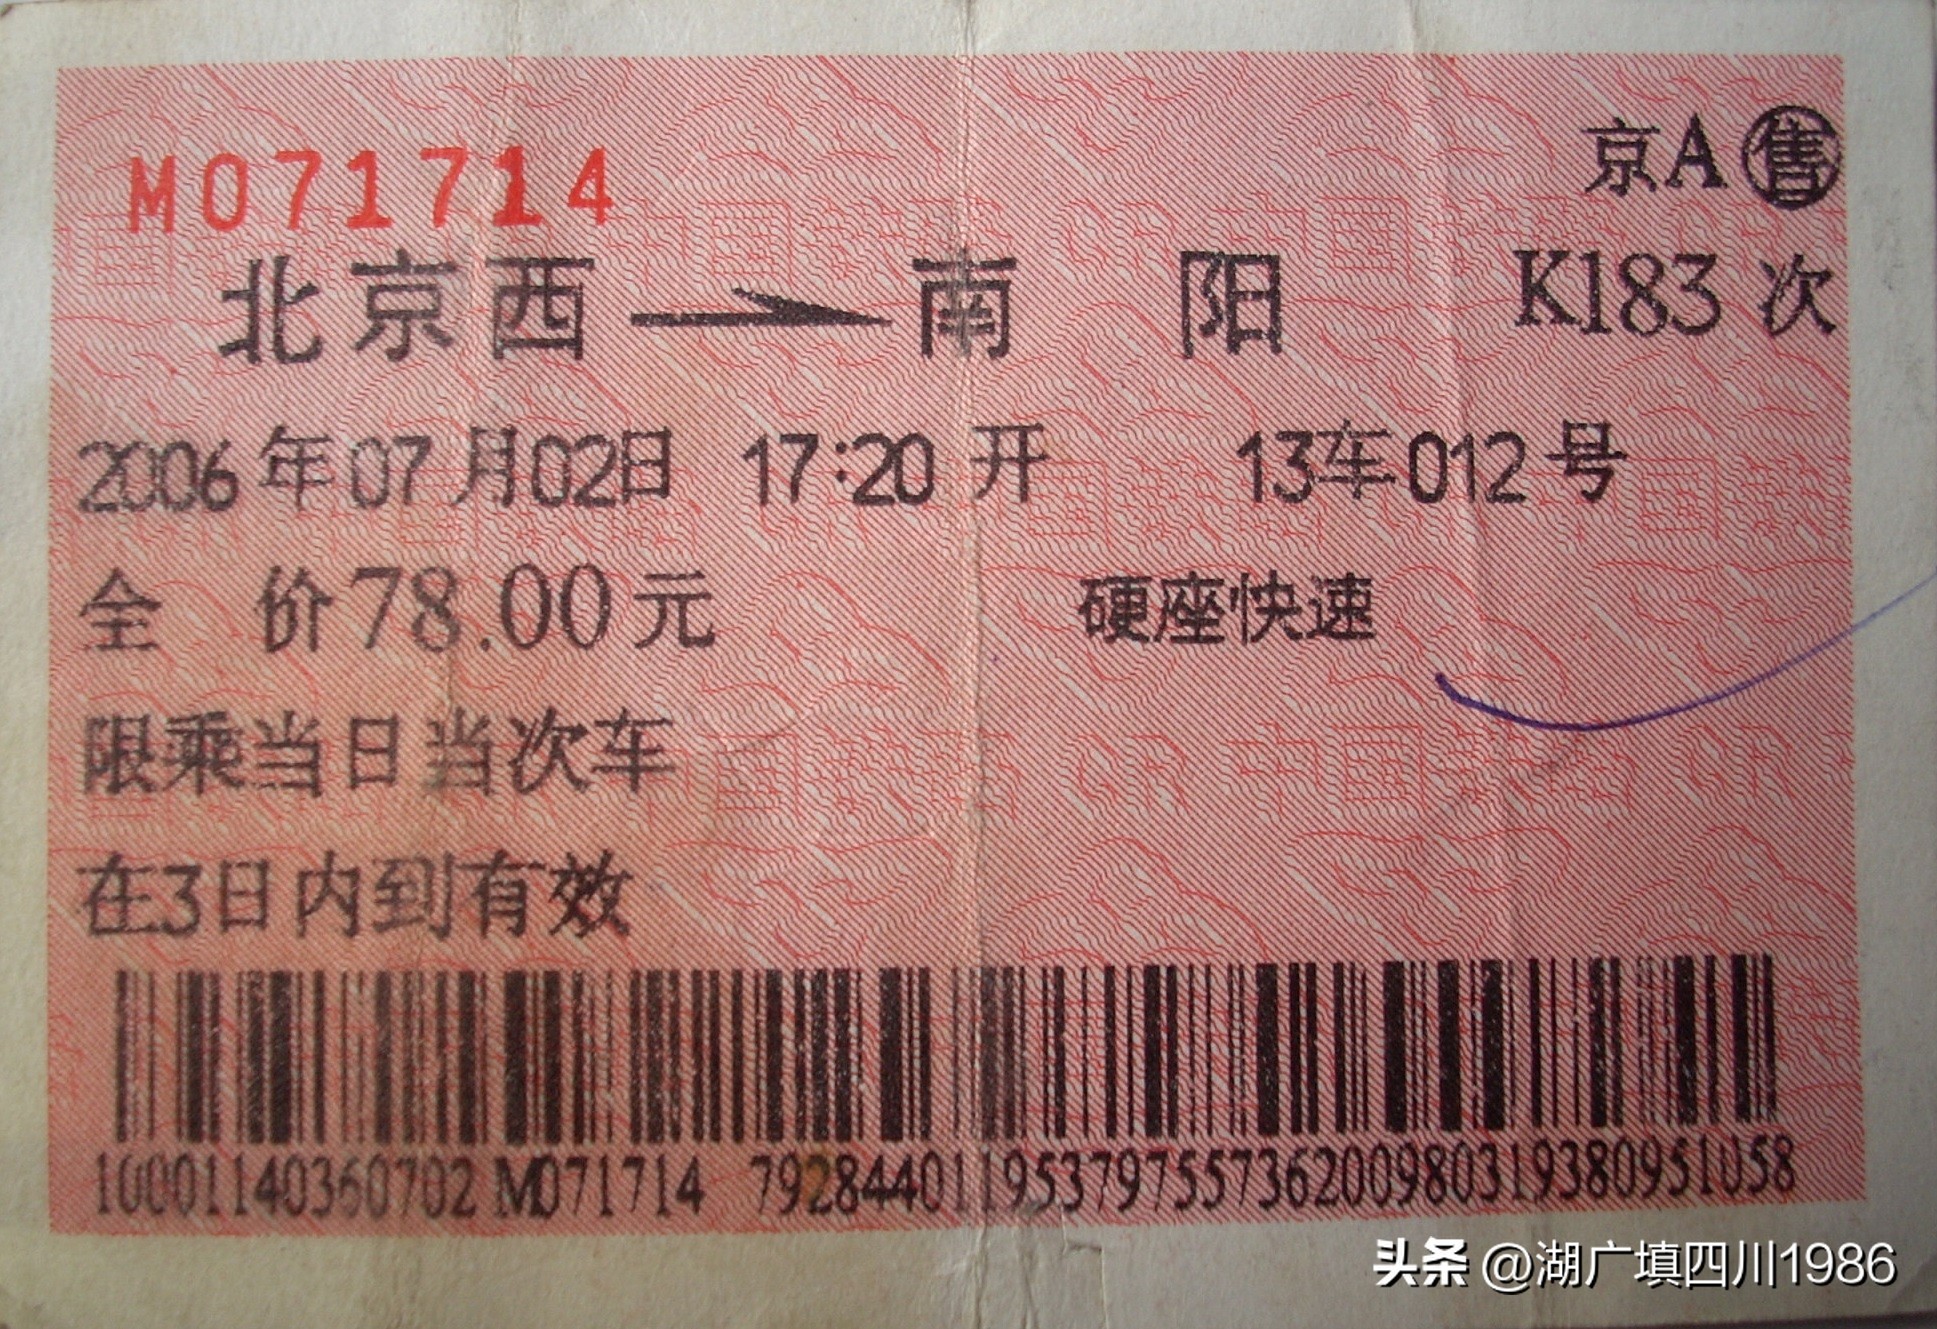 京A售
M071714
北京西 南阳 K183次
2006年07月02日 17:20开 13车012号
全 价78.00元 硬座快速
限乘当日当次车
在3日内到有效
10001140360702 M071714 792844011953797557362009803193809510​58
头条 @湖广填四川1986